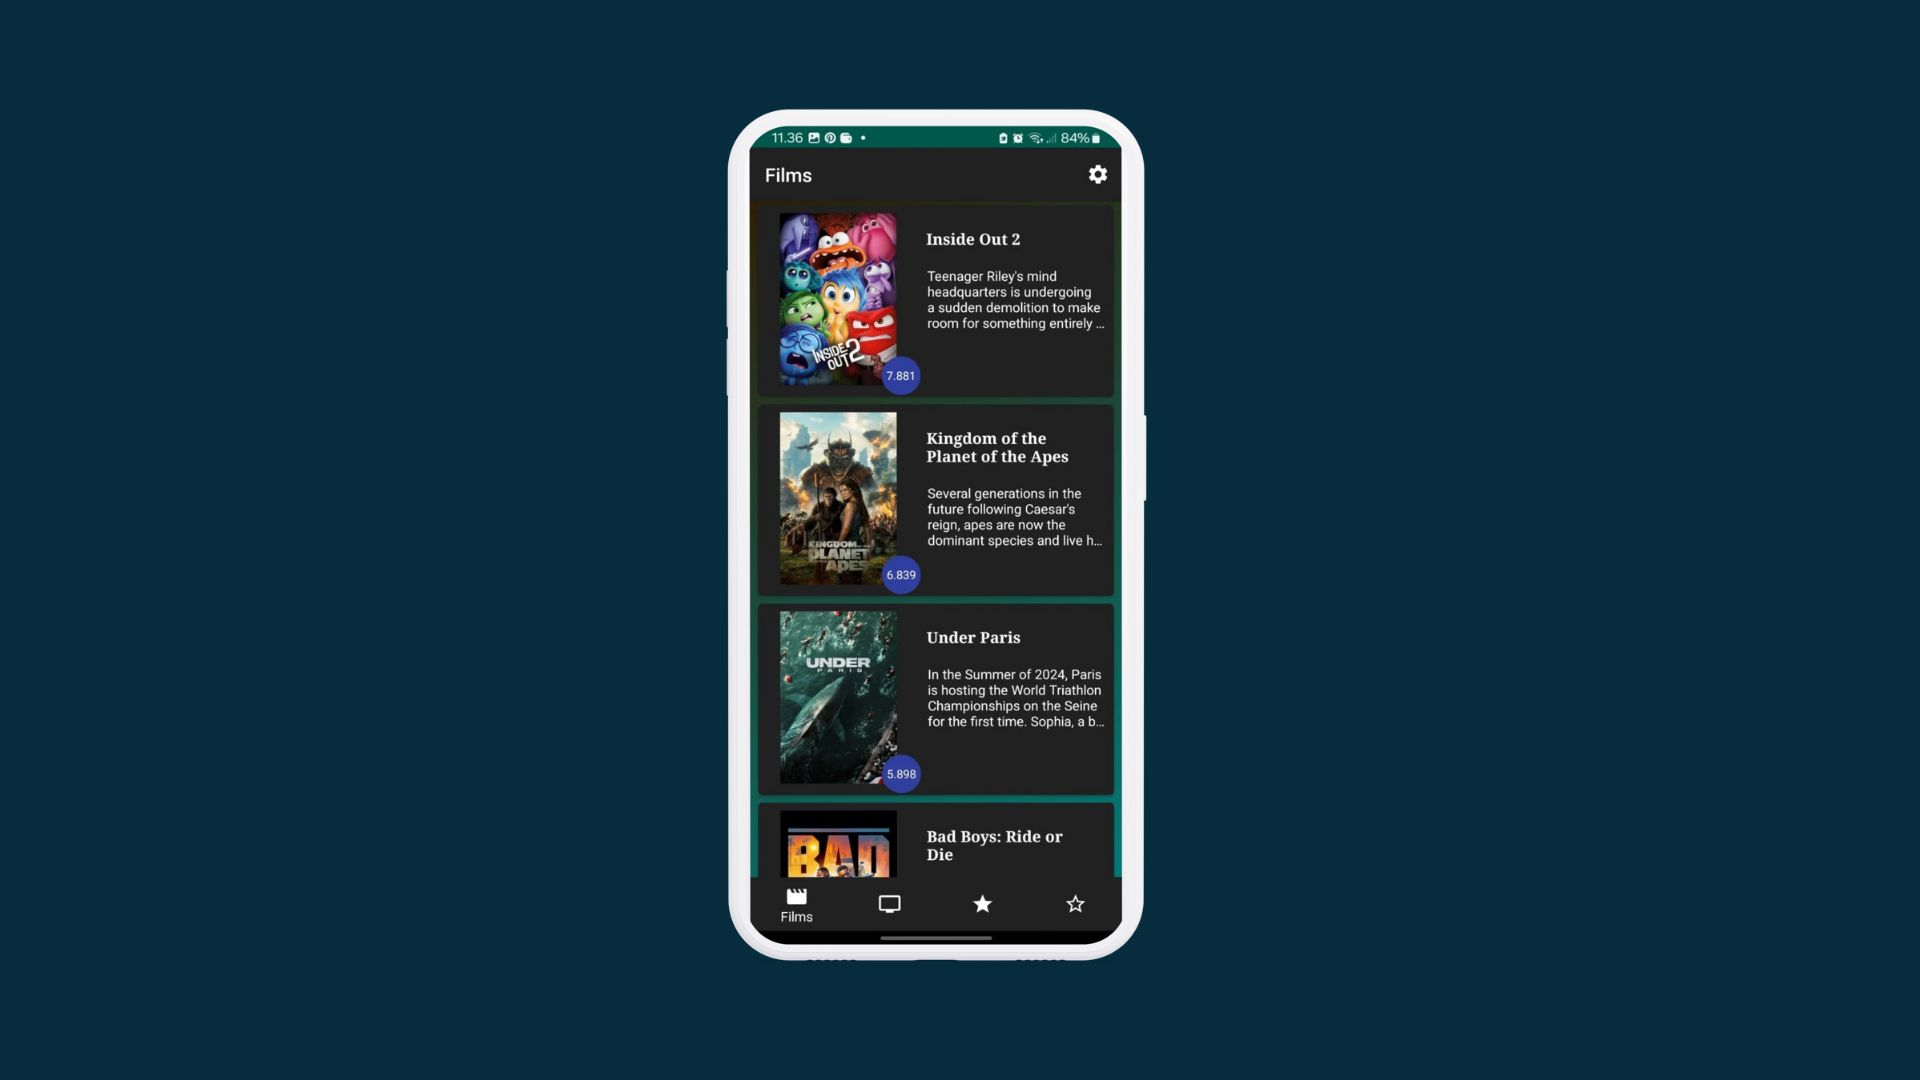 11.36
84%
Films
Inside Out 2
Teenager Riley's mind
headquarters is undergoing
a sudden demolition to make
room for something entirely ...
INSIDE
OUT 2
7.881
Kingdom of the
Planet of the Apes
Several generations in the
future following Caesar's
reign, apes are now the
dominant species and live h...
KINGDOM OF THE
PLANET
OF THE APES
6.839
Under Paris
In the Summer of 2024, Paris
is hosting the World Triathlon
Championships on the Seine
for the first time. Sophia, a b...
UNDER
PARIS
5.898
Bad Boys: Ride or
Die
BAD
Films